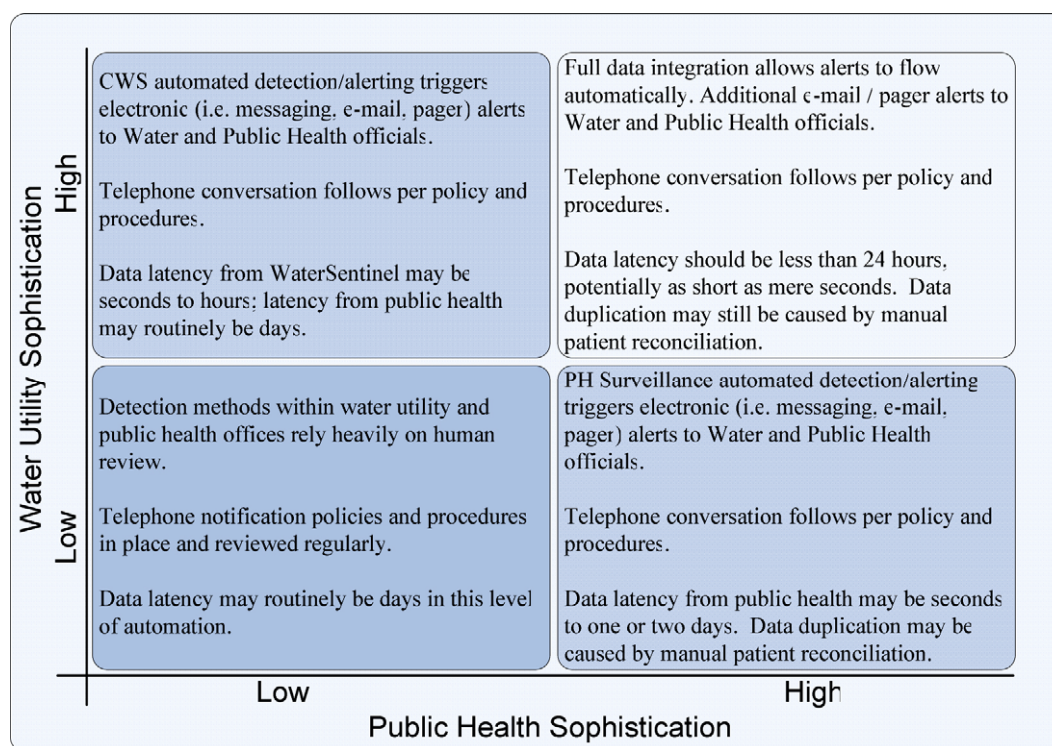 Water Utility Sophistication
High
Low
CWS automated detection/alerting triggers
electronic (i.e. messaging, e-mail, pager) alerts
to Water and Public Health officials.
Telephone conversation follows per policy and
procedures.
Data latency from WaterSentinel may be
seconds to hours; latency from public health
may routinely be days.
Full data integration allows alerts to flow
automatically. Additional e-mail / pager alerts to
Water and Public Health officials.
Telephone conversation follows per policy and
procedures.
Data latency should be less than 24 hours,
potentially as short as mere seconds. Data
duplication may still be caused by manual
patient reconciliation.
Detection methods within water utility and
public health offices rely heavily on human
review.
Telephone notification policies and procedures
in place and reviewed regularly.
Data latency may routinely be days in this level
of automation.
PH Surveillance automated detection/alerting
triggers electronic (i.e. messaging, e-mail,
pager) alerts to Water and Public Health
officials.
Telephone conversation follows per policy and
procedures.
Data latency from public health may be seconds
to one or two days. Data duplication may be
caused by manual patient reconciliation.
Low
High
Public Health Sophistication